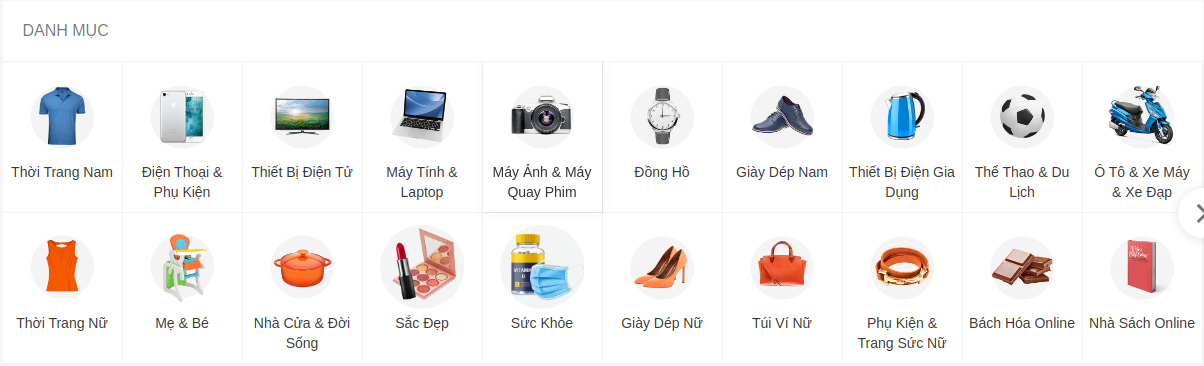 DANH MỤC
Thời Trang Nam
Điện Thoại &
Phụ Kiện
Thiết Bị Điện Tử
Máy Tính &
Laptop
Máy Ảnh & Máy
Quay Phim
Đồng Hồ
Giày Dép Nam
Thiết Bị Điện Gia
Dụng
Thể Thao & Du
Lịch
Ô Tô & Xe Máy
& Xe Đạp
VITAMIN
Thời Trang Nữ
Mẹ & Bé
Nhà Cửa & Đời
Sống
Sắc Đẹp
Sức Khỏe
Giày Dép Nữ
Túi Ví Nữ
Phụ Kiện &
Trang Sức Nữ
Bách Hóa Online
Nhà Sách Online